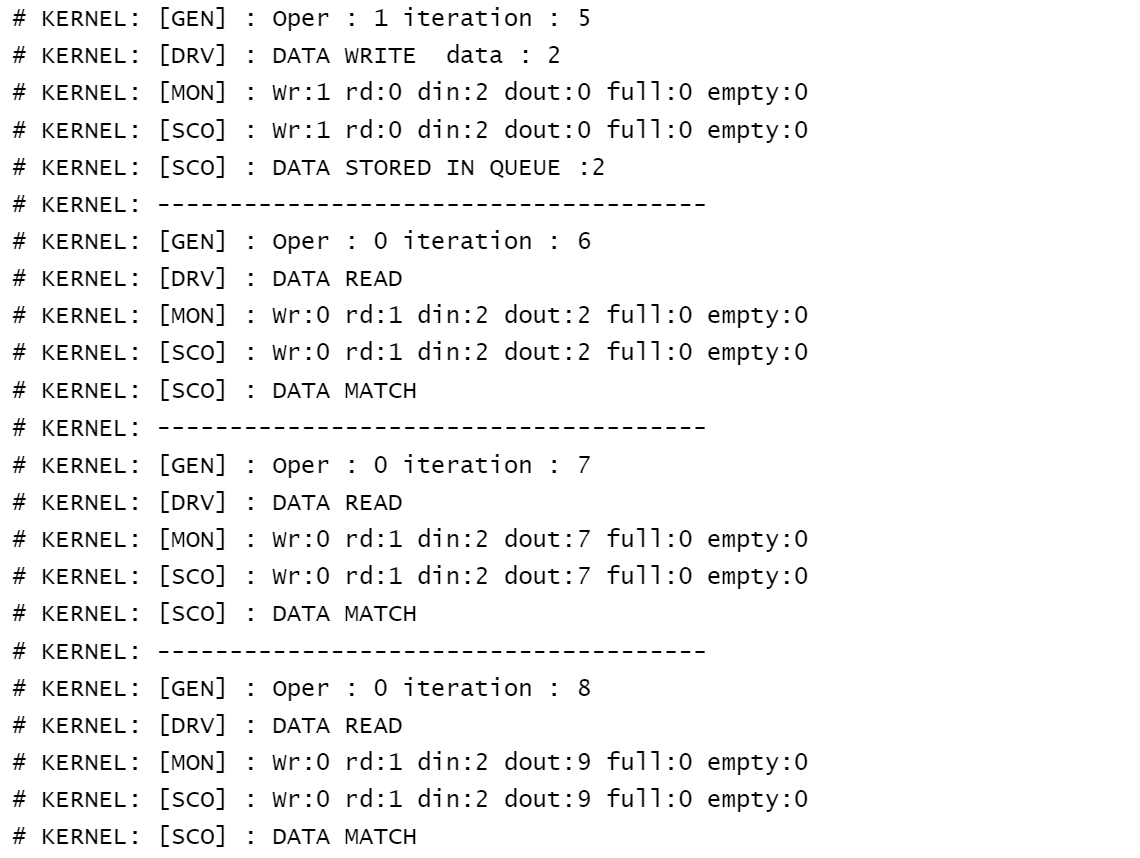 # KERNEL: [GEN] : Oper : 1 iteration : 5
# KERNEL: [DRV] : DATA WRITE  data : 2
# KERNEL: [MON] : Wr:1 rd:0 din:2 dout:0 full:0 empty:0
# KERNEL: [SCO] : Wr:1 rd:0 din:2 dout:0 full:0 empty:0
# KERNEL: [SCO] : DATA STORED IN QUEUE :2
# KERNEL: --------------------------------------
# KERNEL: [GEN] : Oper : 0 iteration : 6
# KERNEL: [DRV] : DATA READ
# KERNEL: [MON] : Wr:0 rd:1 din:2 dout:2 full:0 empty:0
# KERNEL: [SCO] : Wr:0 rd:1 din:2 dout:2 full:0 empty:0
# KERNEL: [SCO] : DATA MATCH
# KERNEL: --------------------------------------
# KERNEL: [GEN] : Oper : 0 iteration : 7
# KERNEL: [DRV] : DATA READ
# KERNEL: [MON] : Wr:0 rd:1 din:2 dout:7 full:0 empty:0
# KERNEL: [SCO] : Wr:0 rd:1 din:2 dout:7 full:0 empty:0
# KERNEL: [SCO] : DATA MATCH
# KERNEL: --------------------------------------
# KERNEL: [GEN] : Oper : 0 iteration : 8
# KERNEL: [DRV] : DATA READ
# KERNEL: [MON] : Wr:0 rd:1 din:2 dout:9 full:0 empty:0
# KERNEL: [SCO] : Wr:0 rd:1 din:2 dout:9 full:0 empty:0
# KERNEL: [SCO] : DATA MATCH